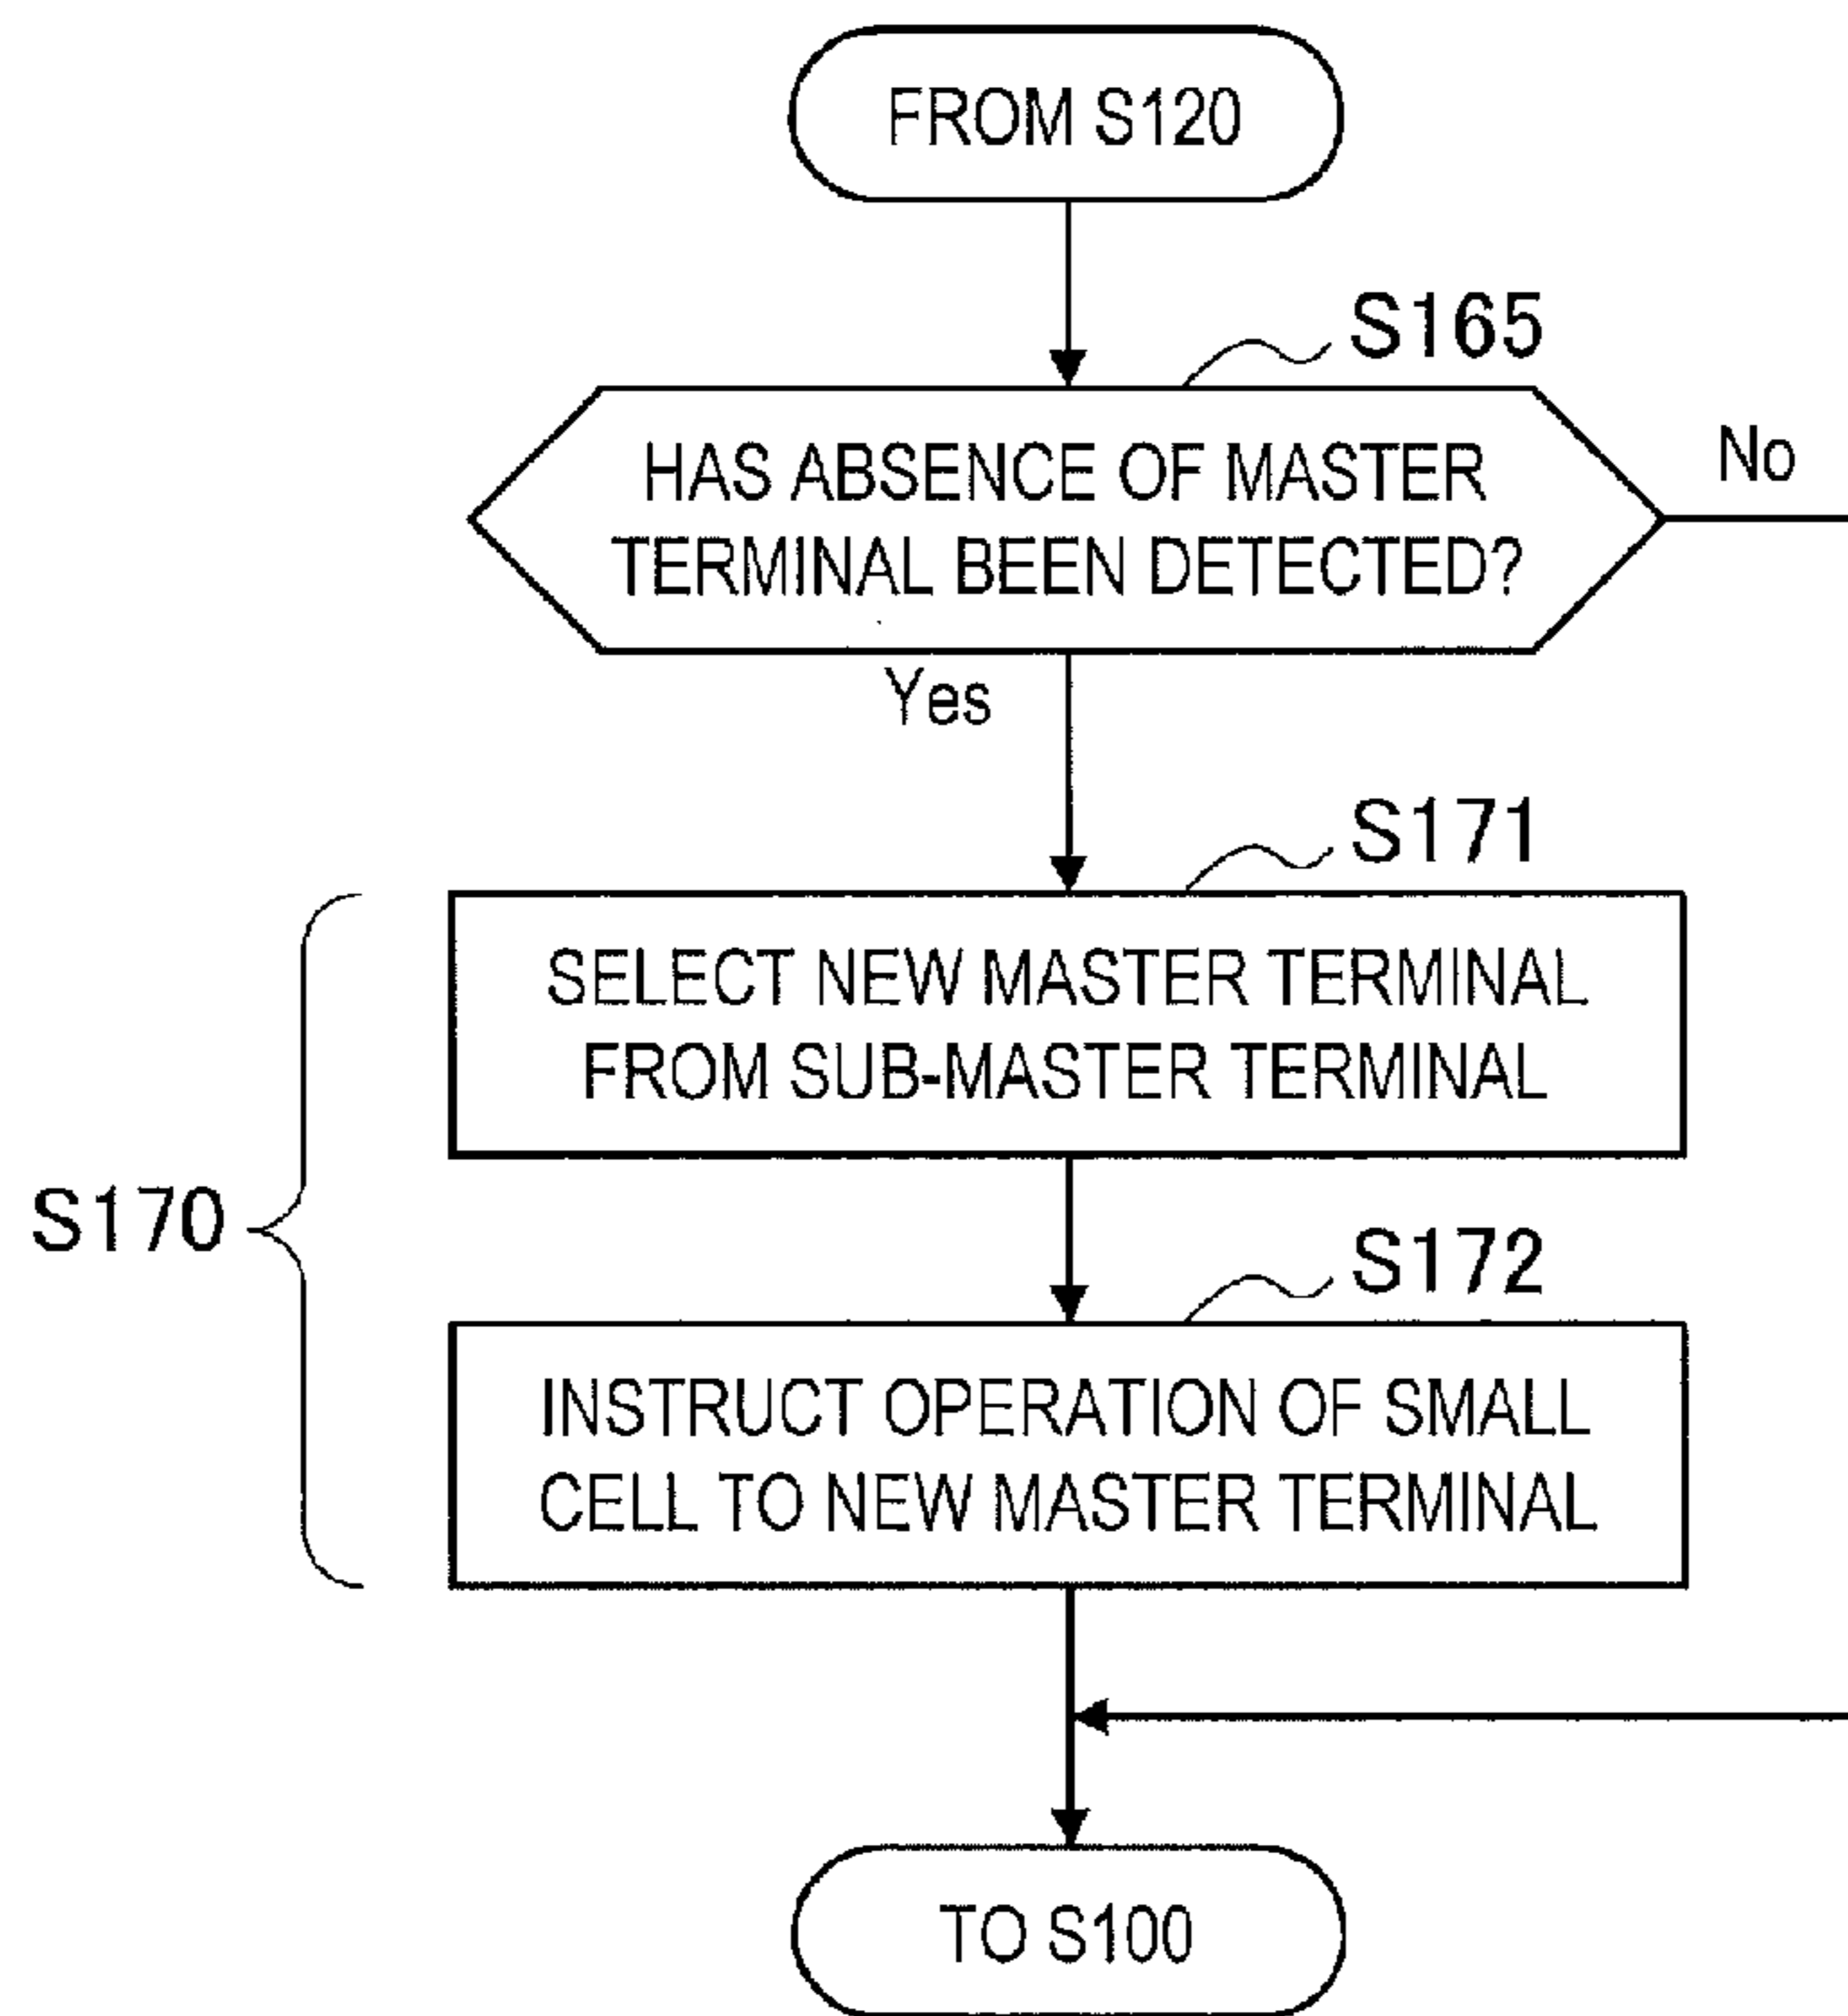 FROM S120
S165
HAS ABSENCE OF MASTER
TERMINAL BEEN DETECTED?
No
Yes
S171
SELECT NEW MASTER TERMINAL
FROM SUB-MASTER TERMINAL
S170
S172
INSTRUCT OPERATION OF SMALL
CELL TO NEW MASTER TERMINAL
TO S100